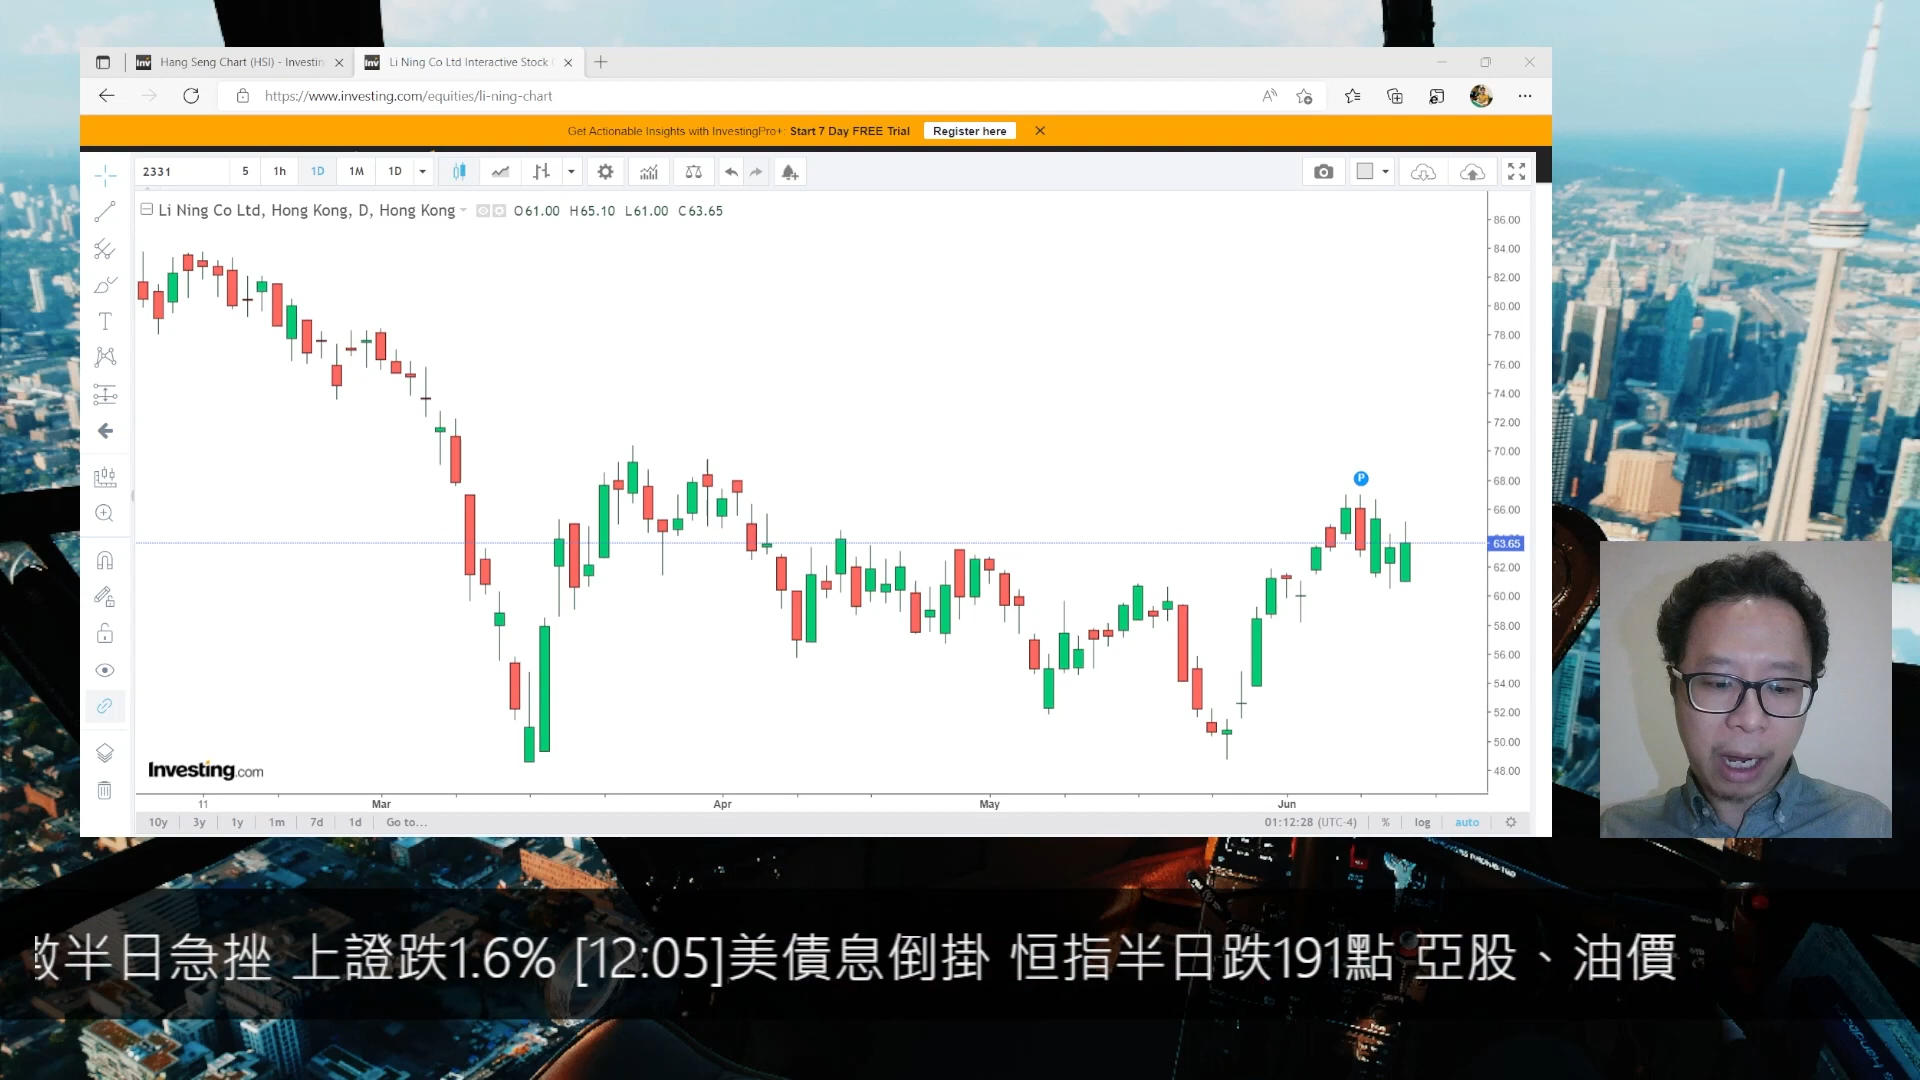 Hang Seng Chart (HSI) - Investin
Li Ning Co Ltd Interactive Stock
https://www.investing.com/equities/li-ning-chart
Get Actionable Insights with InvestingPro+: Start 7 Day FREE Trial
Register here
2331
5
1h
1D
1M
1D
Li Ning Co Ltd, Hong Kong, D, Hong Kong
O61.00 H65.10 L61.00 C63.65
86.00
84.00
82.00
80.00
78.00
76.00
74.00
72.00
70.00
68.00
P
66.00
63.65
62.00
60.00
58.00
56.00
54.00
52.00
50.00
48.00
Investing.com
11
Mar
Apr
May
Jun
10y
3y
1y
1m
7d
1d
Go to...
01:12:28 (UTC-4)
%
log
auto
半日急挫 上證跌1.6% [12:05]美債息倒掛 恒指半日跌191點 亞股、油價